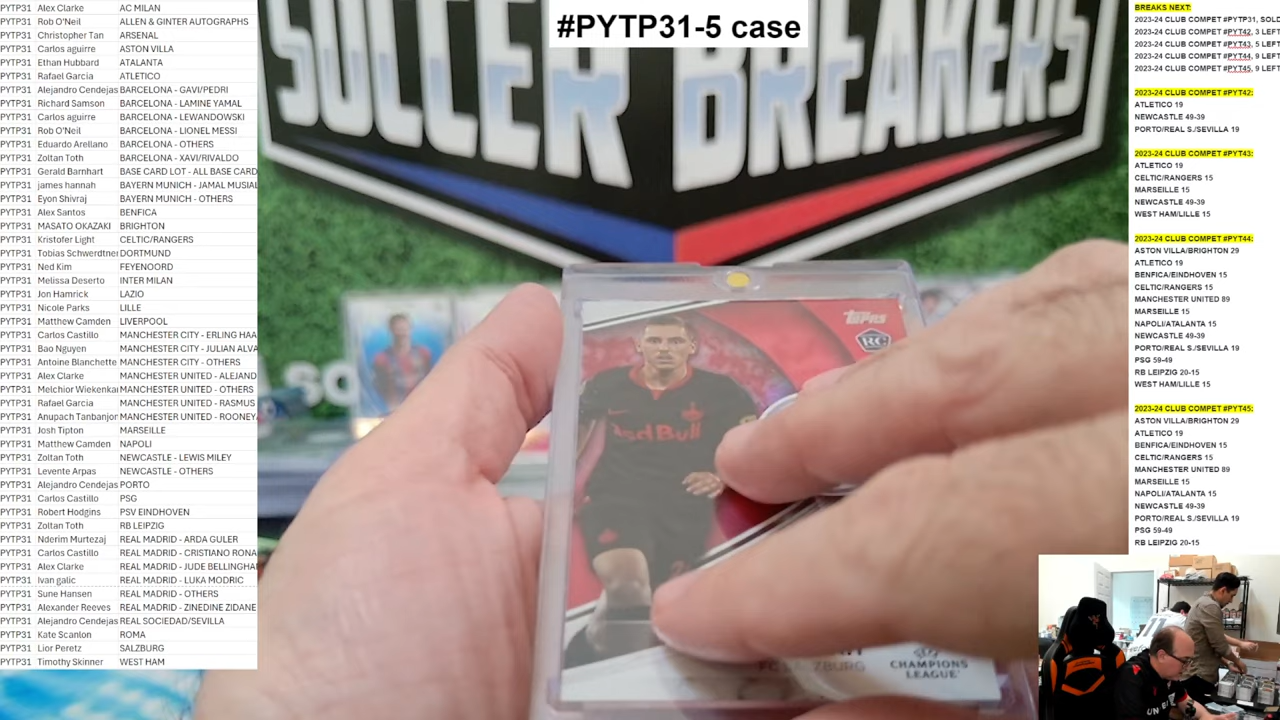 #PYTP31-5 case
SOCCER BREAKERS
PYTP31 Alex Clarke AC MILAN
PYTP31 Rob O'Neil ALLEN & GINTER AUTOGRAPHS
PYTP31 Christopher Tan ARSENAL
PYTP31 Carlos aguirre ASTON VILLA
PYTP31 Ethan Hubbard ATALANTA
PYTP31 Rafael Garcia ATLETICO
PYTP31 Alejandro Cendejas BARCELONA - GAVI/PEDRI
PYTP31 Richard Samson BARCELONA - LAMINE YAMAL
PYTP31 Carlos aguirre BARCELONA - LEWANDOWSKI
PYTP31 Rob O'Neil BARCELONA - LIONEL MESSI
PYTP31 Eduardo Arellano BARCELONA - OTHERS
PYTP31 Zoltan Toth BARCELONA - XAVI/RIVALDO
PYTP31 Gerald Barnhart BASE CARD LOT - ALL BASE CARD
PYTP31 james hannah BAYERN MUNICH - JAMAL MUSIAL
PYTP31 Eyon Shivraj BAYERN MUNICH - OTHERS
PYTP31 Alex Santos BENFICA
PYTP31 MASATO OKAZAKI BRIGHTON
PYTP31 Kristofer Light CELTIC/RANGERS
PYTP31 Tobias Schwerdtner DORTMUND
PYTP31 Ned Kim FEYENOORD
PYTP31 Melissa Deserto INTER MILAN
PYTP31 Jon Hamrick LAZIO
PYTP31 Nicole Parks LILLE
PYTP31 Matthew Camden LIVERPOOL
PYTP31 Carlos Castillo MANCHESTER CITY - ERLING HAA
PYTP31 Bao Nguyen MANCHESTER CITY - JULIAN ALVA
PYTP31 Antoine Blanchette MANCHESTER CITY - OTHERS
PYTP31 Alex Clarke MANCHESTER UNITED - ALEJAND
PYTP31 Melchior Wiekenkai MANCHESTER UNITED - OTHERS
PYTP31 Rafael Garcia MANCHESTER UNITED - RASMUS
PYTP31 Anupach Tanbanjor MANCHESTER UNITED - ROONEY
PYTP31 Josh Tipton MARSEILLE
PYTP31 Matthew Camden NAPOLI
PYTP31 Zoltan Toth NEWCASTLE - LEWIS MILEY
PYTP31 Levente Arpas NEWCASTLE - OTHERS
PYTP31 Alejandro Cendejas PORTO
PYTP31 Carlos Castillo PSG
PYTP31 Robert Hodgins PSV EINDHOVEN
PYTP31 Zoltan Toth RB LEIPZIG
PYTP31 Nderim Murtezaj REAL MADRID - ARDA GULER
PYTP31 Carlos Castillo REAL MADRID - CRISTIANO RONA
PYTP31 Alex Clarke REAL MADRID - JUDE BELLINGHA
PYTP31 Ivan galic REAL MADRID - LUKA MODRIC
PYTP31 Sune Hansen REAL MADRID - OTHERS
PYTP31 Alexander Reeves REAL MADRID - ZINEDINE ZIDANE
PYTP31 Alejandro Cendejas REAL SOCIEDAD/SEVILLA
PYTP31 Kate Scanlon ROMA
PYTP31 Lior Peretz SALZBURG
PYTP31 Timothy Skinner WEST HAM
topps
RC
Red Bull
FC SALZBURG
CHAMPIONS
LEAGUE
BREAKS NEXT:
2023-24 CLUB COMPET #PYTP31, SOLD
2023-24 CLUB COMPET #PYT42, 3 LEFT
2023-24 CLUB COMPET #PYT43, 5 LEFT
2023-24 CLUB COMPET #PYT44, 9 LEFT
2023-24 CLUB COMPET #PYT45, 9 LEFT
2023-24 CLUB COMPET #PYT42:
ATLETICO 19
NEWCASTLE 49-39
PORTO/REAL S./SEVILLA 19
2023-24 CLUB COMPET #PYT43:
ATLETICO 19
CELTIC/RANGERS 15
MARSEILLE 15
NEWCASTLE 49-39
WEST HAM/LILLE 15
2023-24 CLUB COMPET #PYT44:
ASTON VILLA/BRIGHTON 29
ATLETICO 19
BENFICA/EINDHOVEN 15
CELTIC/RANGERS 15
MANCHESTER UNITED 89
MARSEILLE 15
NAPOLI/ATALANTA 15
NEWCASTLE 49-39
PORTO/REAL S./SEVILLA 19
PSG 59-49
RB LEIPZIG 20-15
WEST HAM/LILLE 15
2023-24 CLUB COMPET #PYT45:
ASTON VILLA/BRIGHTON 29
ATLETICO 19
BENFICA/EINDHOVEN 15
CELTIC/RANGERS 15
MANCHESTER UNITED 89
MARSEILLE 15
NAPOLI/ATALANTA 15
NEWCASTLE 49-39
PORTO/REAL S./SEVILLA 19
PSG 59-49
RB LEIPZIG 20-15